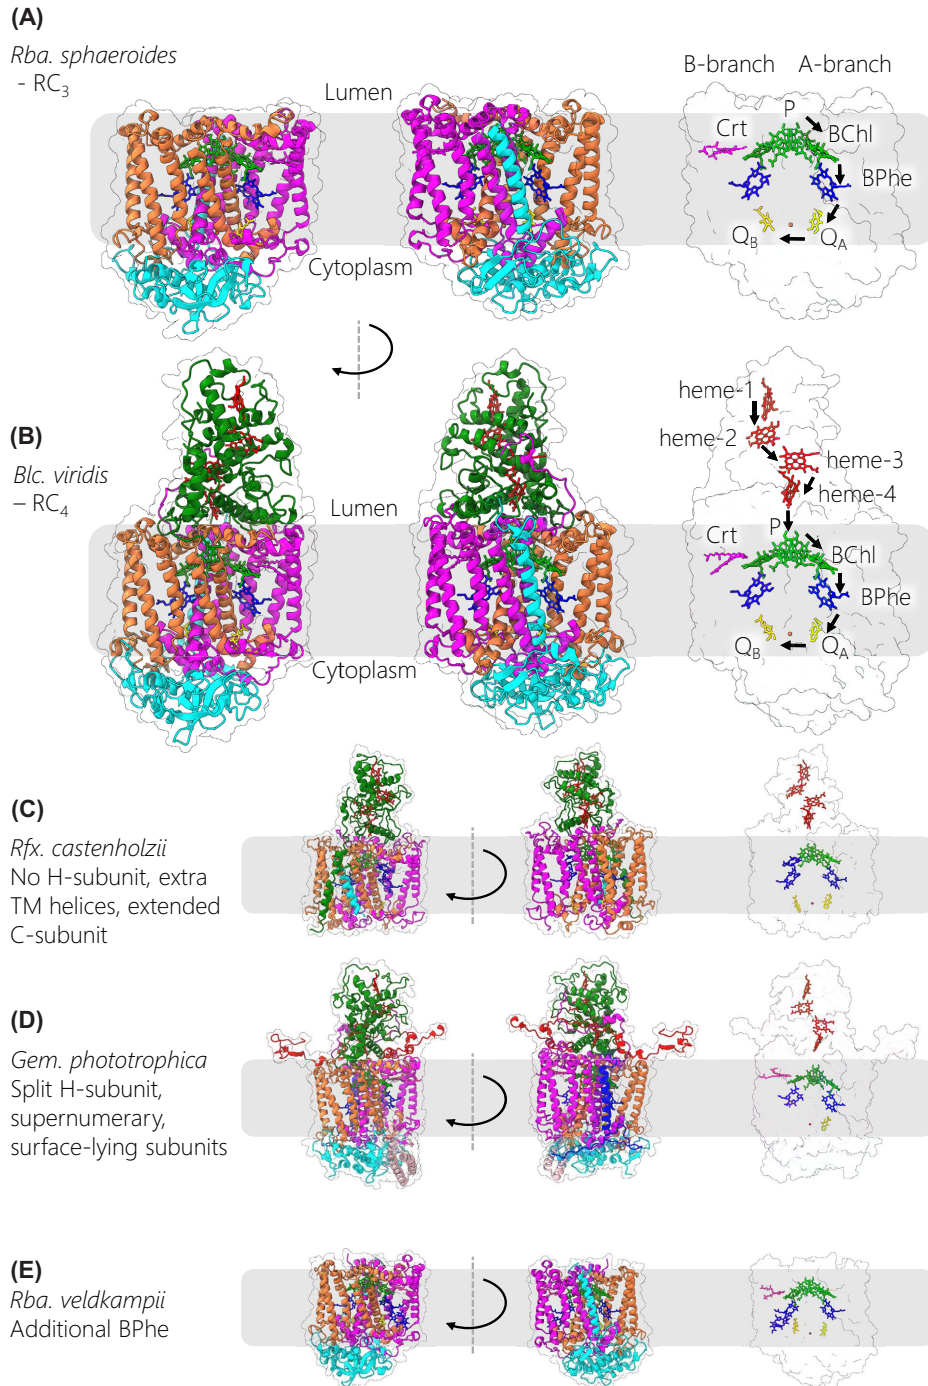 (A)
Rba. sphaeroides
- RC3
Lumen
Cytoplasm
B-branch A-branch
P
Crt
BChl
BPhe
QB
QA
(B)
Blc. viridis
– RC4
Lumen
Cytoplasm
heme-1
heme-2
heme-3
heme-4
P
Crt
BChl
BPhe
QB
QA
(C)
Rfx. castenholzii
No H-subunit, extra
TM helices, extended
C-subunit
(D)
Gem. phototrophica
Split H-subunit,
supernumerary,
surface-lying subunits
(E)
Rba. veldkampii
Additional BPhe